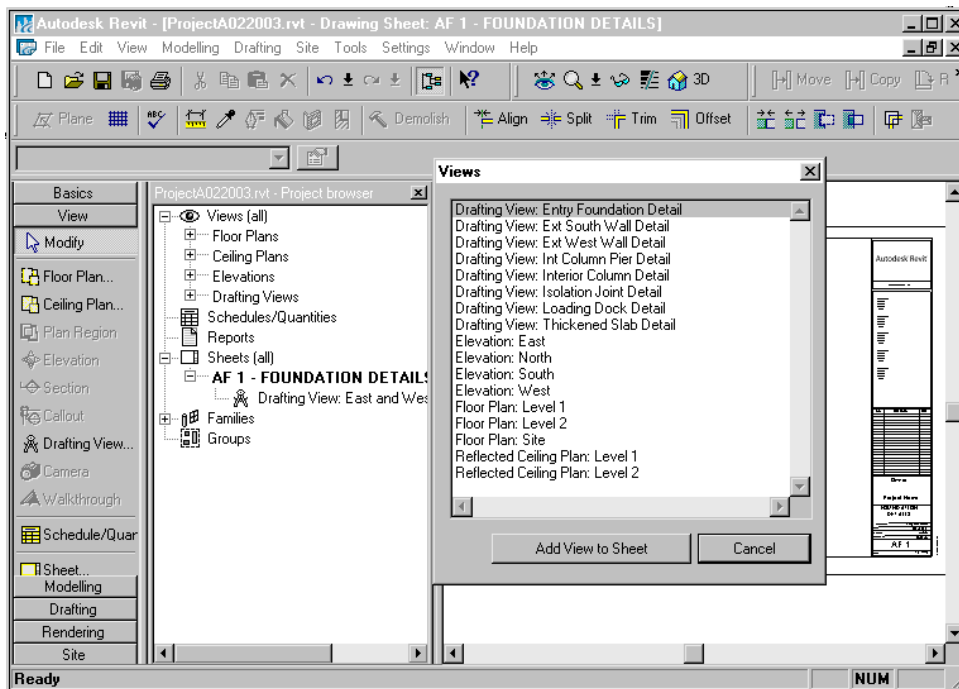 Autodesk Revit - [ProjectA022003.rvt - Drawing Sheet: AF 1 - FOUNDATION DETAILS]
File Edit View Modelling Drafting Site Tools Settings Window Help
3D Move Copy R
Plane ABC Demolish Align Split Trim Offset
Basics
View
Modify
Floor Plan...
Ceiling Plan...
Plan Region
Elevation
Section
Callout
Drafting View...
Camera
Walkthrough
Schedule/Quar
Sheet...
Modelling
Drafting
Rendering
Site
ProjectA022003.rvt - Project browser
Views (all)
Floor Plans
Ceiling Plans
Elevations
Drafting Views
Schedules/Quantities
Reports
Sheets (all)
AF 1 - FOUNDATION DETAILS
Drafting View: East and Wes
Families
Groups
Views
Drafting View: Entry Foundation Detail
Drafting View: Ext South Wall Detail
Drafting View: Ext West Wall Detail
Drafting View: Int Column Pier Detail
Drafting View: Interior Column Detail
Drafting View: Isolation Joint Detail
Drafting View: Loading Dock Detail
Drafting View: Thickened Slab Detail
Elevation: East
Elevation: North
Elevation: South
Elevation: West
Floor Plan: Level 1
Floor Plan: Level 2
Floor Plan: Site
Reflected Ceiling Plan: Level 1
Reflected Ceiling Plan: Level 2
Add View to Sheet
Cancel
Autodesk Revit
Project Name
AF 1
Ready
NUM